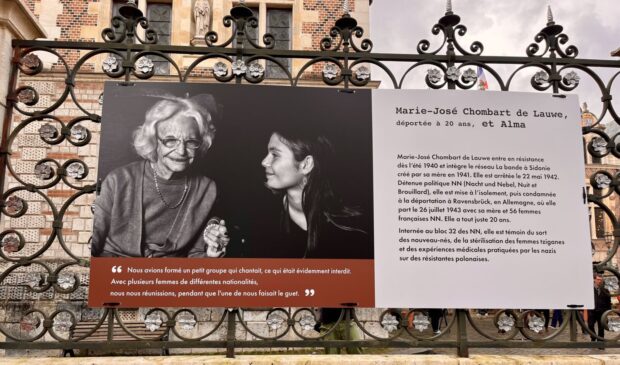 Marie-José Chombart de Lauwe,
déportée à 20 ans, et Alma
Marie-José Chombart de Lauwe entre en résistance
dès l'été 1940 et intègre le réseau La bande à Sidonie
créé par sa mère en 1941. Elle est arrêtée le 22 mai 1942.
Détenue politique NN (Nacht und Nebel, Nuit et
Brouillard), elle est mise à l'isolement, puis condamnée
à la déportation à Ravensbrück, en Allemagne, où elle
part le 26 juillet 1943 avec sa mère et 56 femmes
françaises NN. Elle a tout juste 20 ans.
Internée au bloc 32 des NN, elle est témoin du sort
des nouveau-nés, de la stérilisation des femmes tziganes
et des expériences médicales pratiquées par les nazis
sur des résistantes polonaises.
“ Nous avions formé un petit groupe qui chantait, ce qui était évidemment interdit.
Avec plusieurs femmes de différentes nationalités,
nous nous réunissions, pendant que l'une de nous faisait le guet. ”